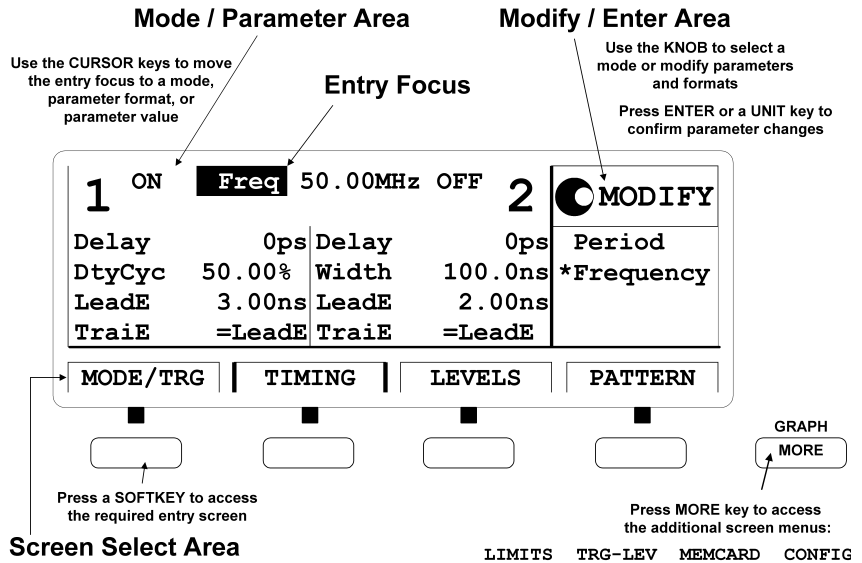 Mode / Parameter Area
Modify / Enter Area
Use the CURSOR keys to move
the entry focus to a mode,
parameter format, or
parameter value
Entry Focus
Use the KNOB to select a
mode or modify parameters
and formats
Press ENTER or a UNIT key to
confirm parameter changes
1 ON Freq 50.00MHz OFF 2 MODIFY
Delay 0ps Delay 0ps Period
DtyCyc 50.00% Width 100.0ns *Frequency
LeadE 3.00ns LeadE 2.00ns
TraiE =LeadE TraiE =LeadE
MODE/TRG TIMING LEVELS PATTERN
GRAPH
MORE
Press a SOFTKEY to access
the required entry screen
Press MORE key to access
the additional screen menus:
Screen Select Area
LIMITS TRG-LEV MEMCARD CONFIG